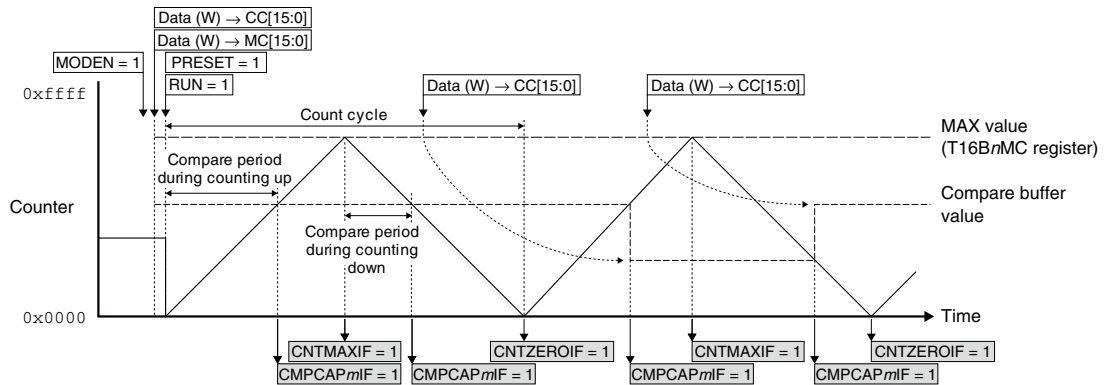 Data (W) → CC[15:0]
Data (W) → MC[15:0]
MODEN = 1
PRESET = 1
RUN = 1
Data (W) → CC[15:0]
Data (W) → CC[15:0]
0xffff
Count cycle
MAX value
(T16BnMC register)
Compare period
during counting up
Counter
Compare buffer
value
Compare period
during counting
down
0x0000
Time
CNTMAXIF = 1
CNTZEROIF = 1
CNTMAXIF = 1
CNTZEROIF = 1
CMPCAPmIF = 1
CMPCAPmIF = 1
CMPCAPmIF = 1
CMPCAPmIF = 1